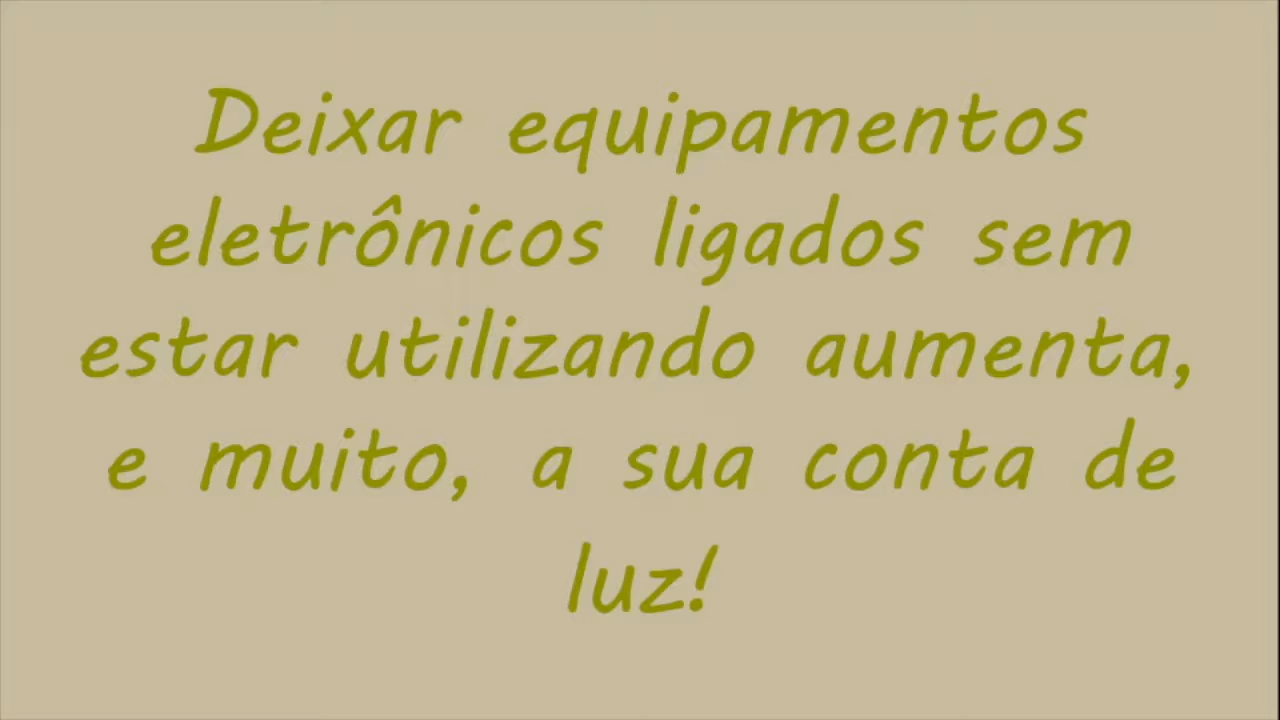 Deixar equipamentos
eletrônicos ligados sem
estar utilizando aumenta,
e muito, a sua conta de
luz!